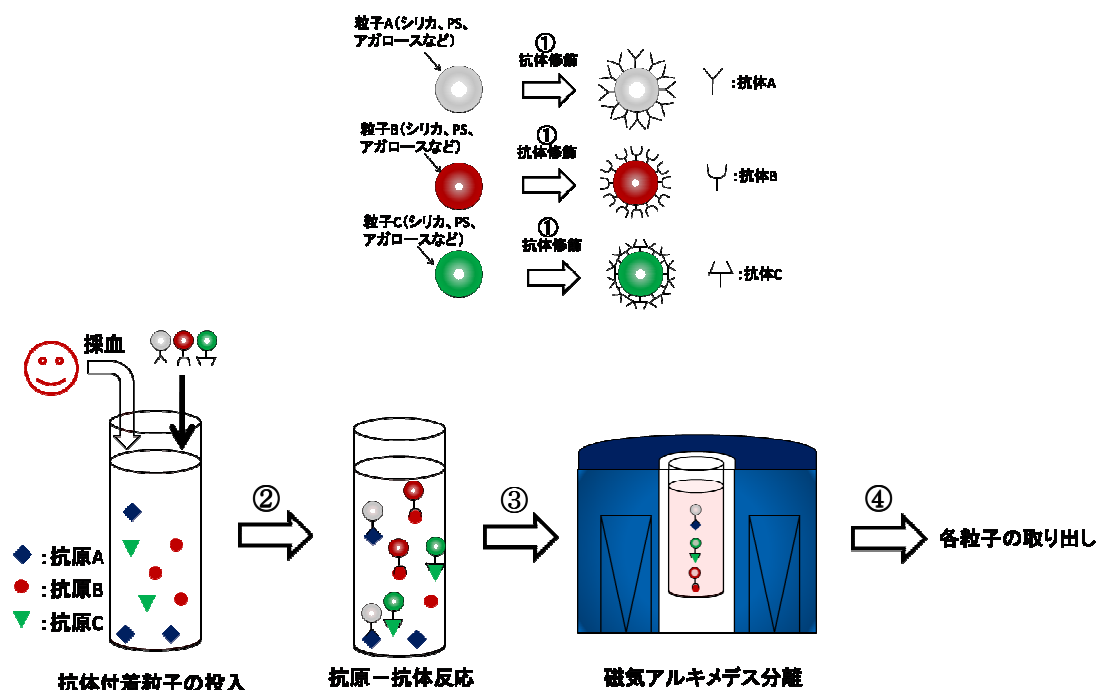 粒子A(シリカ、PS、
アガロースなど)
①
抗体修飾
:抗体A
粒子B(シリカ、PS、
アガロースなど)
①
抗体修飾
:抗体B
粒子C(シリカ、PS、
アガロースなど)
①
抗体修飾
:抗体C
採血
②
③
④
各粒子の取り出し
:抗原A
:抗原B
:抗原C
抗体付着粒子の投入
抗原-抗体反応
磁気アルキメデス分離